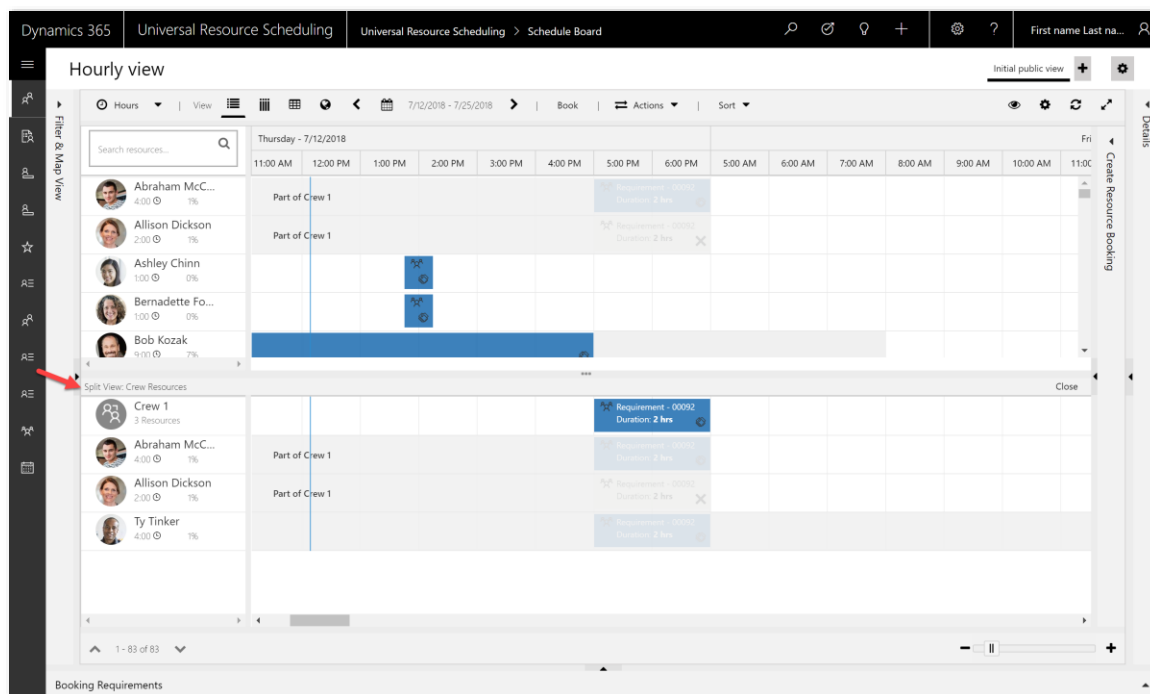 Dynamics 365 Universal Resource Scheduling Universal Resource Scheduling > Schedule Board First name Last na...
Hourly view
Initial public view
Filter & Map View
Hours View 7/12/2018 - 7/25/2018 Book Actions Sort
Details
Create Resource Booking
Search resources...
Thursday - 7/12/2018 Fri
11:00 AM 12:00 PM 1:00 PM 2:00 PM 3:00 PM 4:00 PM 5:00 PM 6:00 PM 5:00 AM 6:00 AM 7:00 AM 8:00 AM 9:00 AM 10:00 AM 11:0C
Abraham McC... Part of Crew 1 Requirement - 00092
4:00 1% Duration: 2 hrs
Allison Dickson Part of Crew 1 Requirement - 00092
2:00 1% Duration: 2 hrs
Ashley Chinn
1:00 0%
Bernadette Fo...
1:00 0%
Bob Kozak
9:00 7%
Split View: Crew Resources Close
Crew 1 Requirement - 00092
3 Resources Duration: 2 hrs
Abraham McC... Part of Crew 1 Requirement - 00092
4:00 1% Duration: 2 hrs
Allison Dickson Part of Crew 1 Requirement - 00092
2:00 1% Duration: 2 hrs
Ty Tinker Requirement - 00092
4:00 1% Duration: 2 hrs
1 - 83 of 83
Booking Requirements